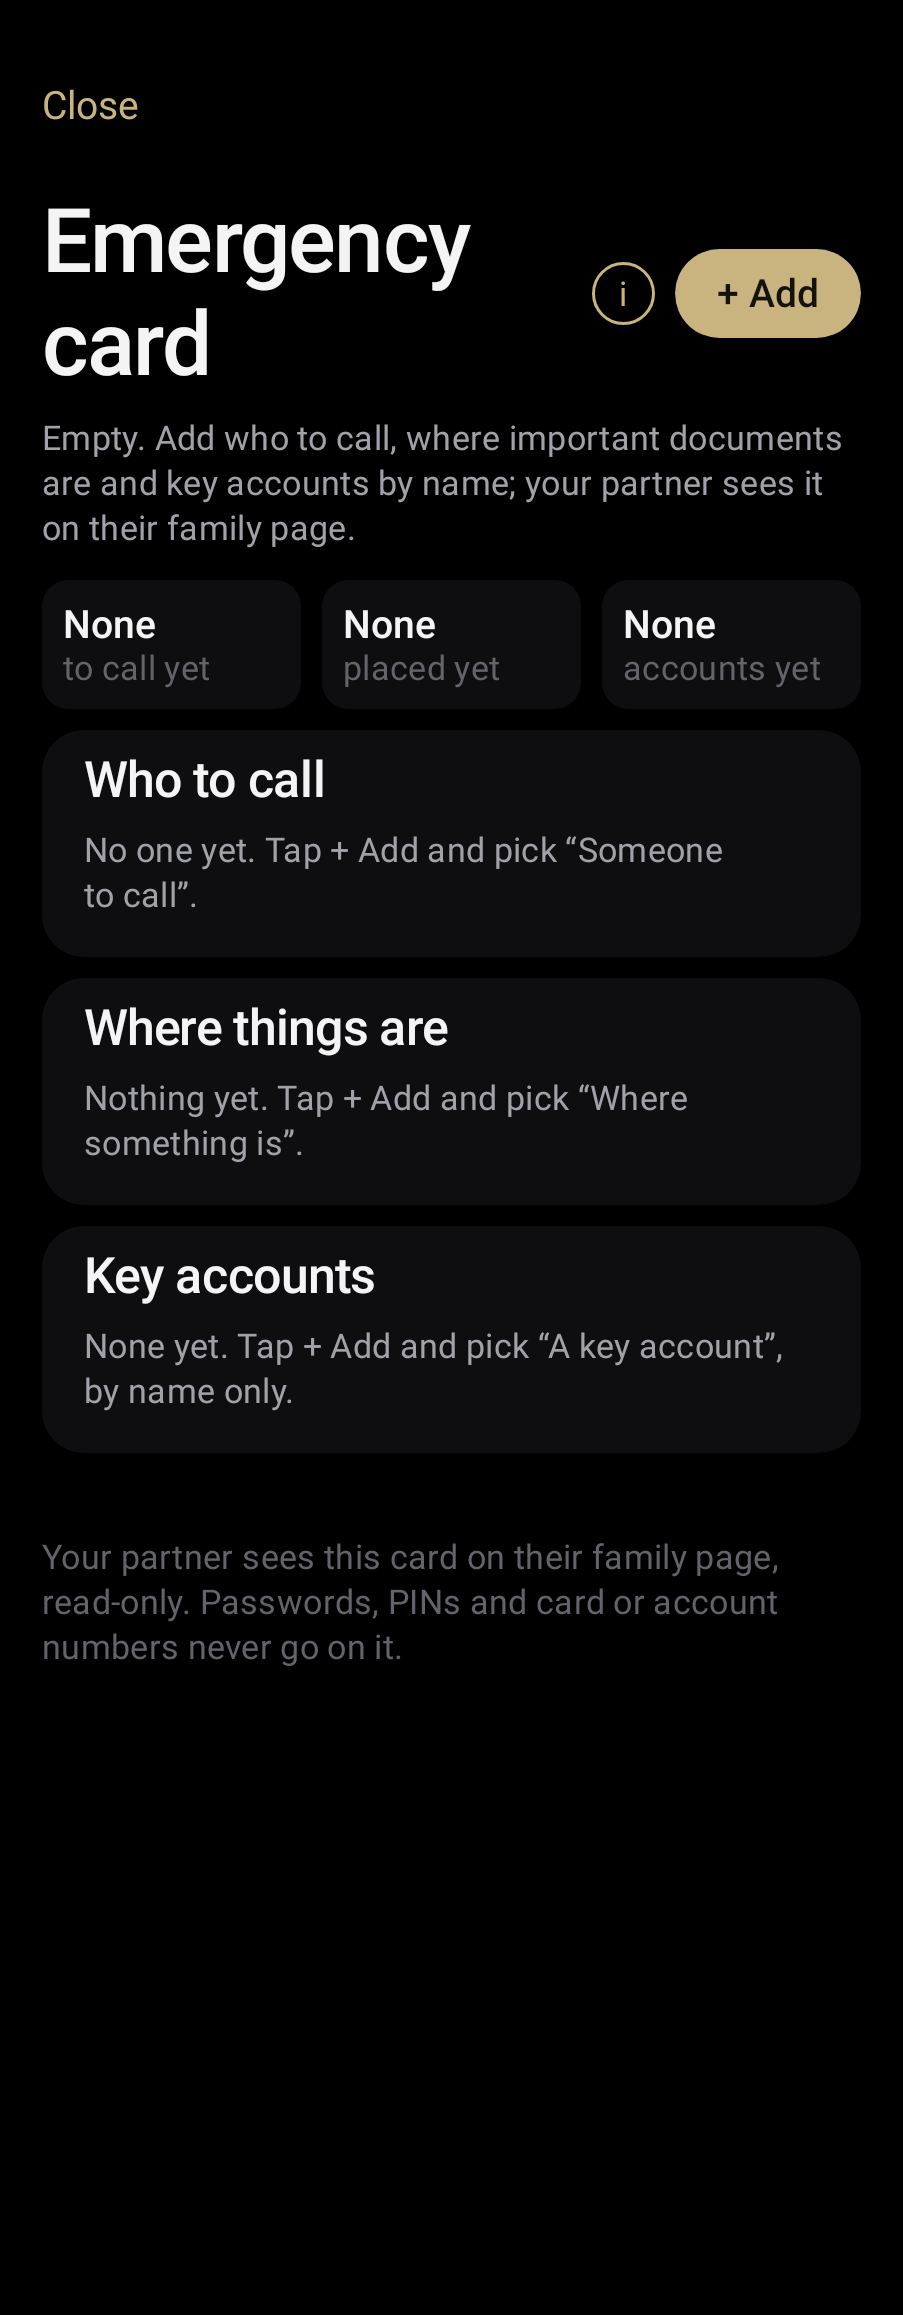 Close
Emergency
card
i
+ Add
Empty. Add who to call, where important documents
are and key accounts by name; your partner sees it
on their family page.
None
to call yet
None
placed yet
None
accounts yet
Who to call
No one yet. Tap + Add and pick “Someone
to call”.
Where things are
Nothing yet. Tap + Add and pick “Where
something is”.
Key accounts
None yet. Tap + Add and pick “A key account”,
by name only.
Your partner sees this card on their family page,
read-only. Passwords, PINs and card or account
numbers never go on it.